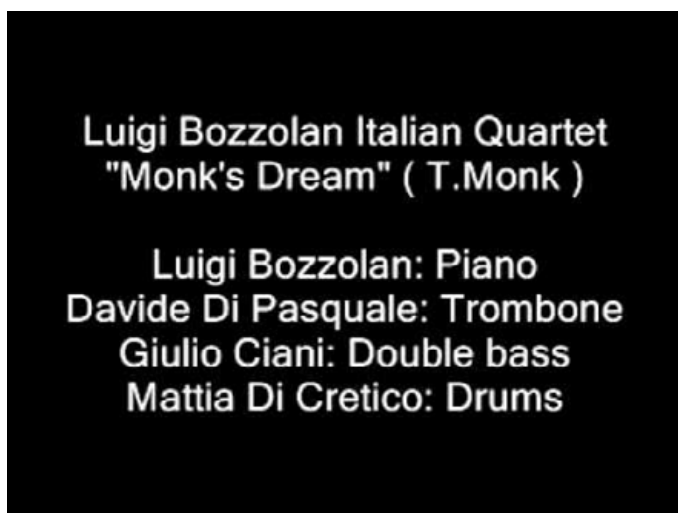 Luigi Bozzolan Italian Quartet
"Monk's Dream" ( T.Monk )
Luigi Bozzolan: Piano
Davide Di Pasquale: Trombone
Giulio Ciani: Double bass
Mattia Di Cretico: Drums